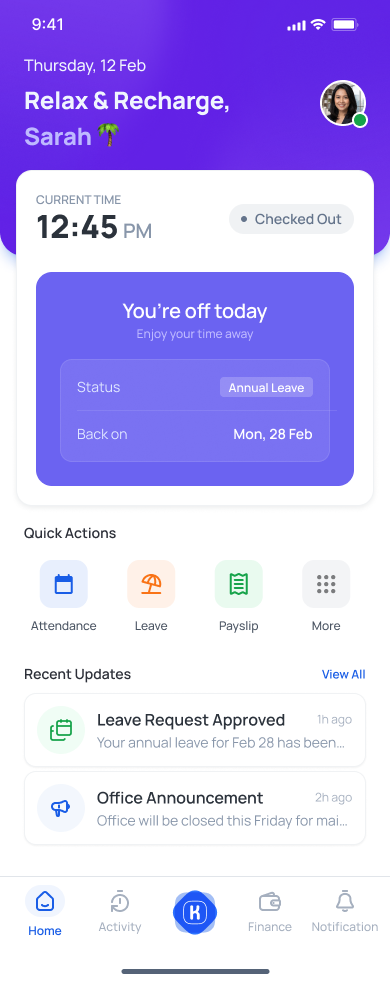 9:41
Thursday, 12 Feb
Relax & Recharge,
Sarah 🌴
CURRENT TIME
12:45 PM
Checked Out
You're off today
Enjoy your time away
Status
Annual Leave
Back on
Mon, 28 Feb
Quick Actions
Attendance
Leave
Payslip
More
Recent Updates
View All
Leave Request Approved
1h ago
Your annual leave for Feb 28 has been...
Office Announcement
2h ago
Office will be closed this Friday for mai...
K
Home
Activity
Finance
Notification